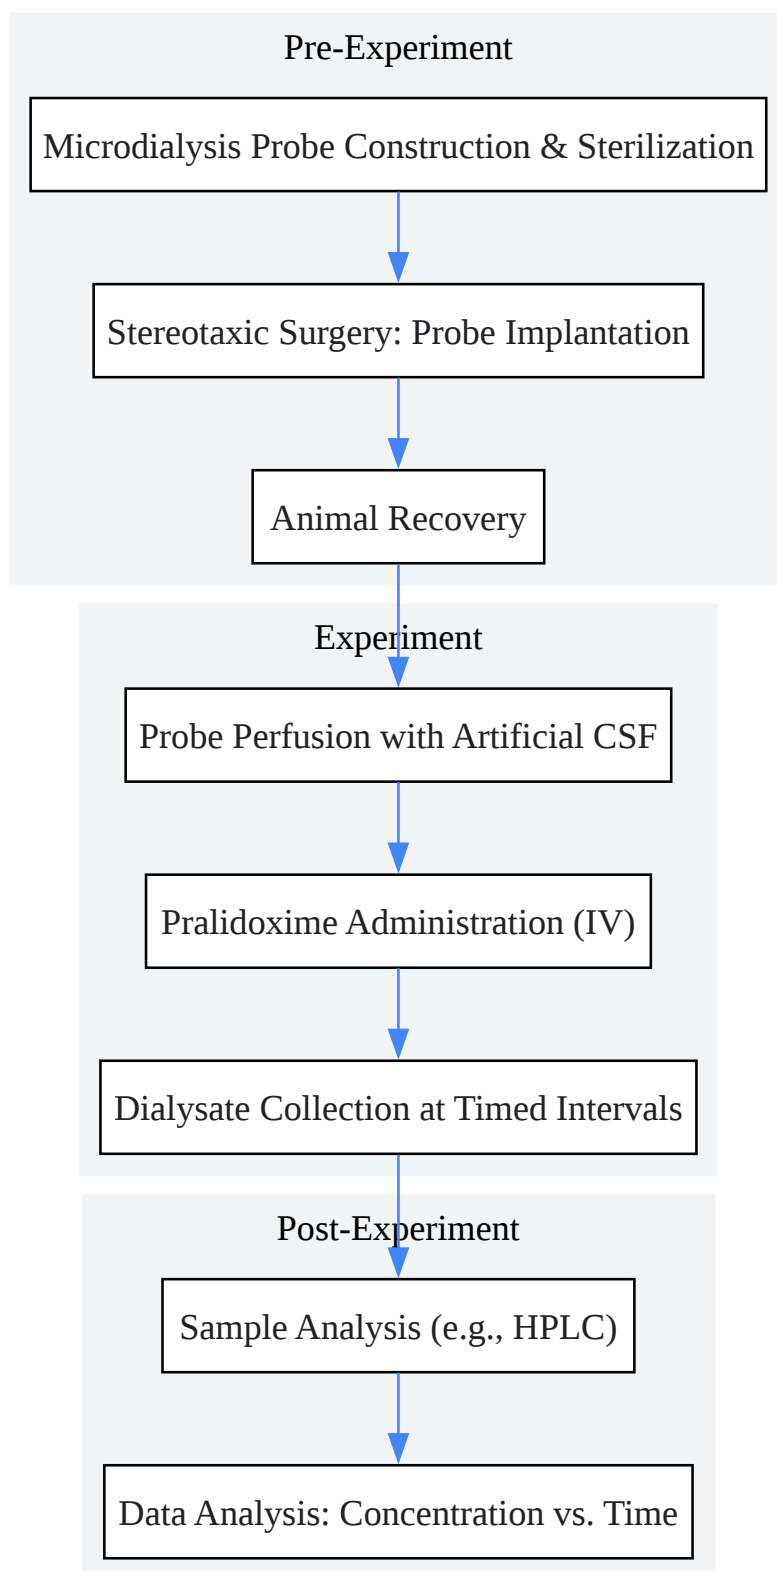 Pre-Experiment
Microdialysis Probe Construction & Sterilization
Stereotaxic Surgery: Probe Implantation
Animal Recovery
Experiment
Probe Perfusion with Artificial CSF
Pralidoxime Administration (IV)
Dialysate Collection at Timed Intervals
Post-Experiment
Sample Analysis (e.g., HPLC)
Data Analysis: Concentration vs. Time